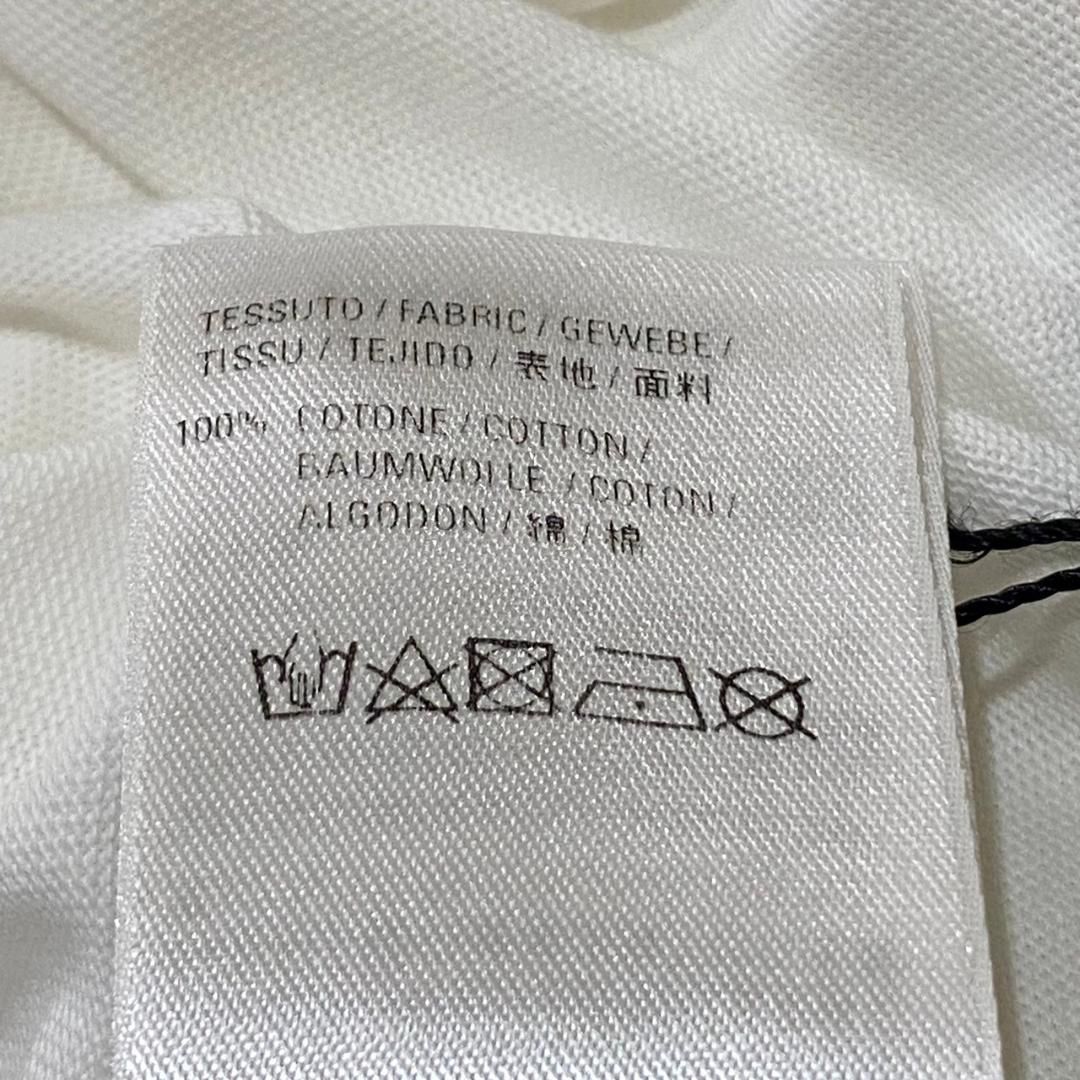 TESSUTO / FABRIC / GEWEBE /
TISSU / TEJIDO / 表地 / 面料
100% COTONE / COTTON /
BAUMWOLLE / COTON /
ALGODON / 綿 / 棉